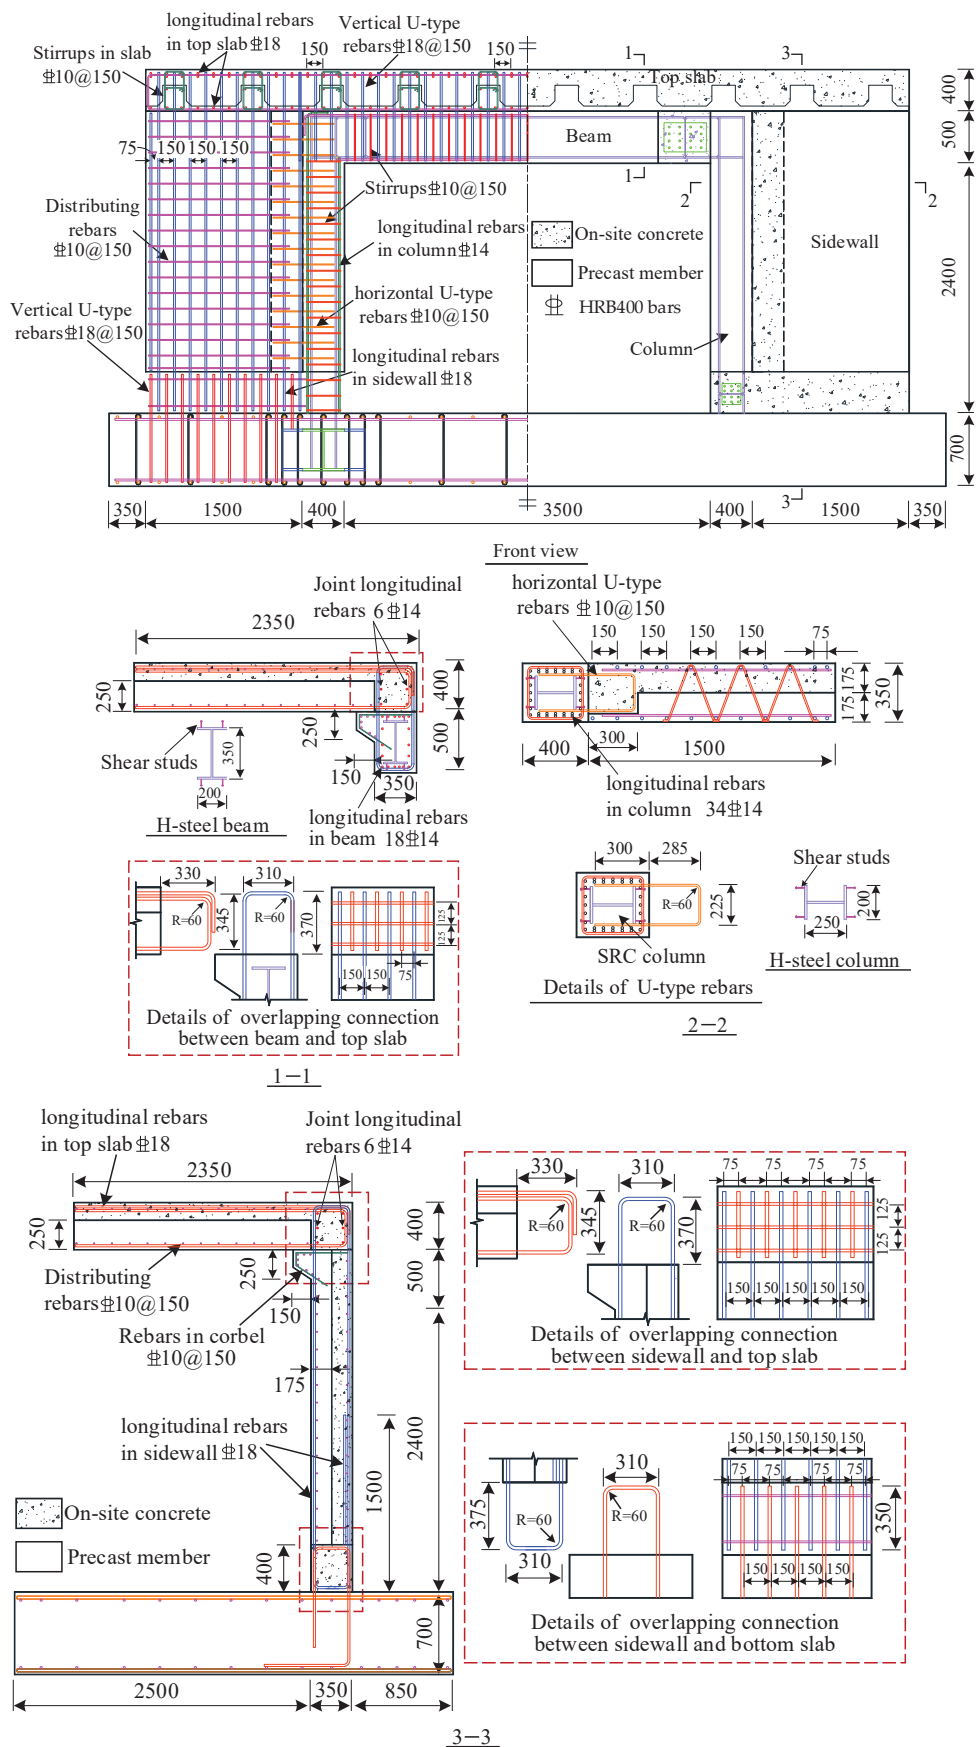 longitudinal rebars
in top slab⌽18
Vertical U-type
rebars⌽18@150
Stirrups in slab
⌽10@150
150
150
1
3
Top slab
400
500
2400
700
75
150
150
150
Beam
1
2
2
Stirrups⌽10@150
Distributing
rebars
⌽10@150
longitudinal rebars
in column⌽14
On-site concrete
Sidewall
Precast member
HRB400 bars
horizontal U-type
rebars⌽10@150
Vertical U-type
rebars⌽18@150
Column
longitudinal rebars
in sidewall⌽18
3
350
1500
400
3500
400
1500
350
Front view
Joint longitudinal
rebars 6⌽14
2350
250
400
500
250
150
350
Shear studs
350
200
H-steel beam
longitudinal rebars
in beam 18⌽14
horizontal U-type
rebars ⌽10@150
150
150
150
150
75
175
175
350
300
400
1500
longitudinal rebars
in column 34⌽14
330
310
R=60
345
R=60
370
125
125
150
150
75
Details of overlapping connection
between beam and top slab
1—1
300
285
R=60
225
SRC column
Shear studs
200
250
H-steel column
Details of U-type rebars
2—2
longitudinal rebars
in top slab⌽18
Joint longitudinal
rebars 6⌽14
2350
250
400
250
500
Distributing
rebars⌽10@150
150
Rebars in corbel
⌽10@150
175
longitudinal rebars
in sidewall⌽18
2400
1500
On-site concrete
Precast member
400
700
2500
350
850
330
310
R=60
345
R=60
370
75
75
75
75
125
125
150
150
150
150
150
Details of overlapping connection
between sidewall and top slab
310
375
R=60
310
R=60
150
150
150
150
150
75
75
75
75
350
150
150
150
150
Details of overlapping connection
between sidewall and bottom slab
3—3